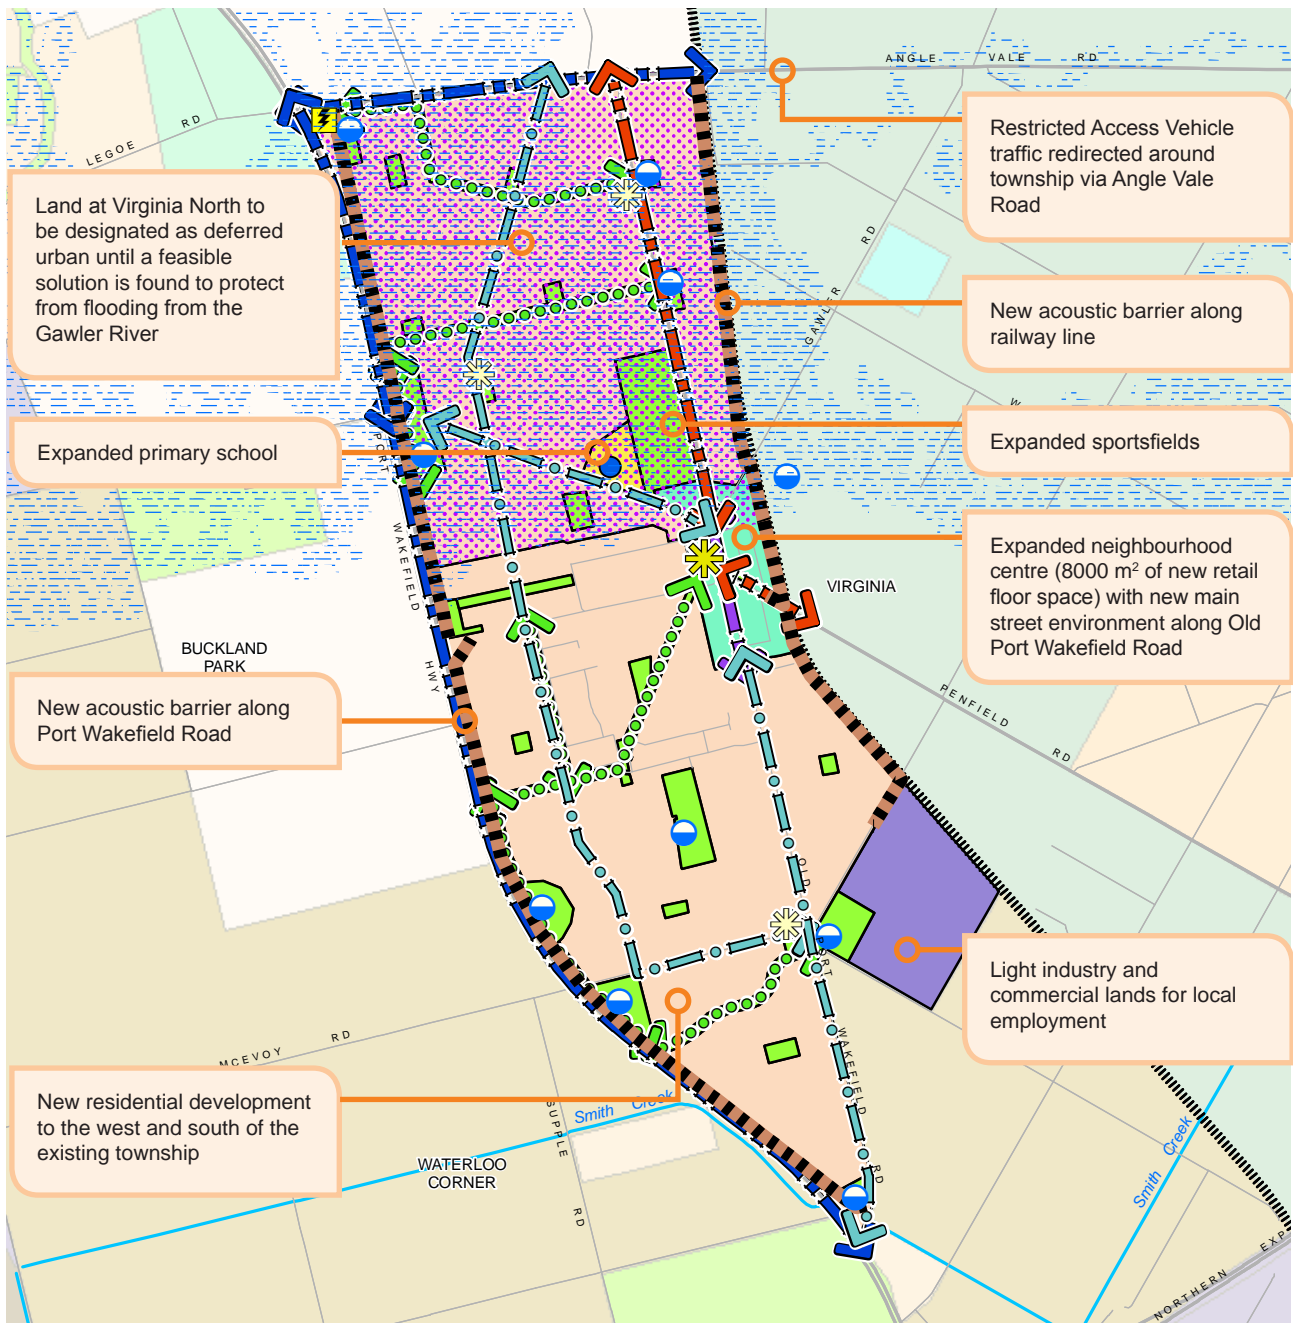 ANGLE VALE RD
LEGOE RD
Restricted Access Vehicle
traffic redirected around
township via Angle Vale
Road
Land at Virginia North to
be designated as deferred
urban until a feasible
solution is found to protect
from flooding from the
Gawler River
GAWLER RD
New acoustic barrier along
railway line
W
Expanded primary school
Expanded sportsfields
PORT WAKEFIELD HWY
Expanded neighbourhood
centre (8000 m² of new retail
floor space) with new main
street environment along Old
Port Wakefield Road
VIRGINIA
BUCKLAND
PARK
PENFIELD RD
New acoustic barrier along
Port Wakefield Road
OLD PORT WAKEFIELD RD
Light industry and
commercial lands for local
employment
MCEVOY RD
New residential development
to the west and south of the
existing township
SUPPLE RD
Smith Creek
WATERLOO
CORNER
Smith Creek
NORTHERN EXP